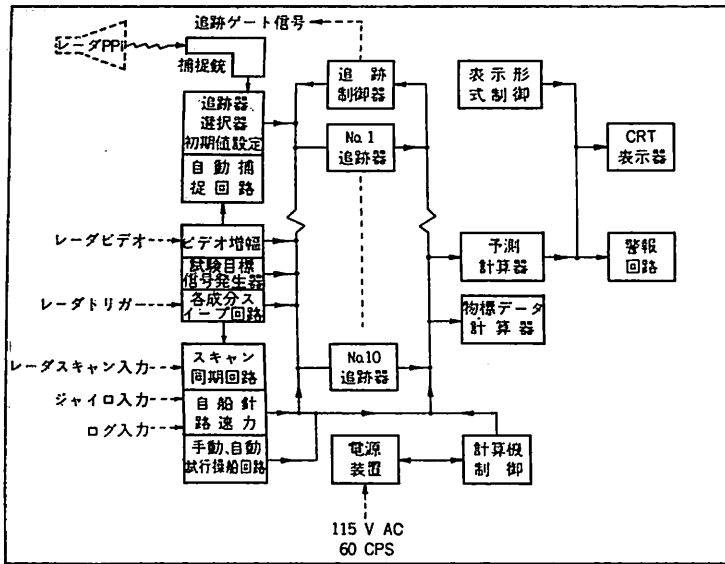 追跡ゲート信号
レーダPPI
捕捉銃
追跡器、
選択器
初期値設定
自動捕
捉回路
追跡
制御器
表示形
式制御
No.1
追跡器
CRT
表示器
レーダビデオ
ビデオ増幅
試験目標
信号発生器
レーダトリガー
各成分ス
イープ回路
予測
計算器
警報
回路
物標データ
計算器
レーダスキャン入力
スキャン
同期回路
No.10
追跡器
ジャイロ入力
自船針
路速力
ログ入力
手動、自動
試行操船回路
電源
装置
計算機
制御
115 V AC
60 CPS